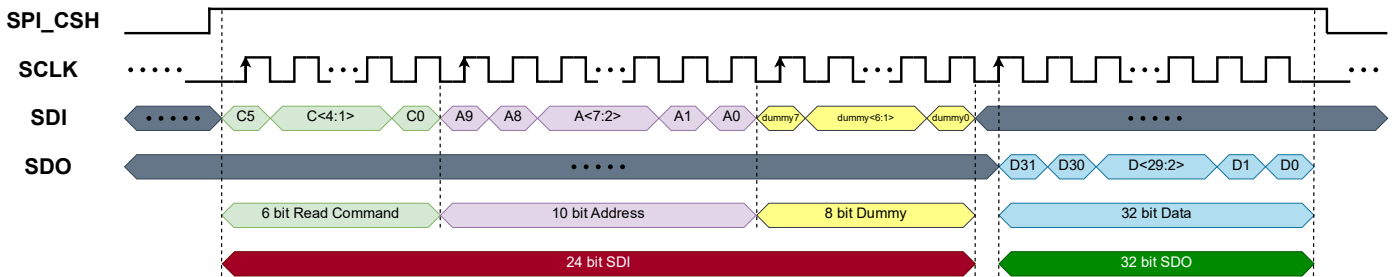 SPI_CSH
SCLK
SDI C5 C<4:1> C0 A9 A8 A<7:2> A1 A0 dummy7 dummy<6:1> dummy0
SDO D31 D30 D<29:2> D1 D0
6 bit Read Command 10 bit Address 8 bit Dummy 32 bit Data
24 bit SDI 32 bit SDO